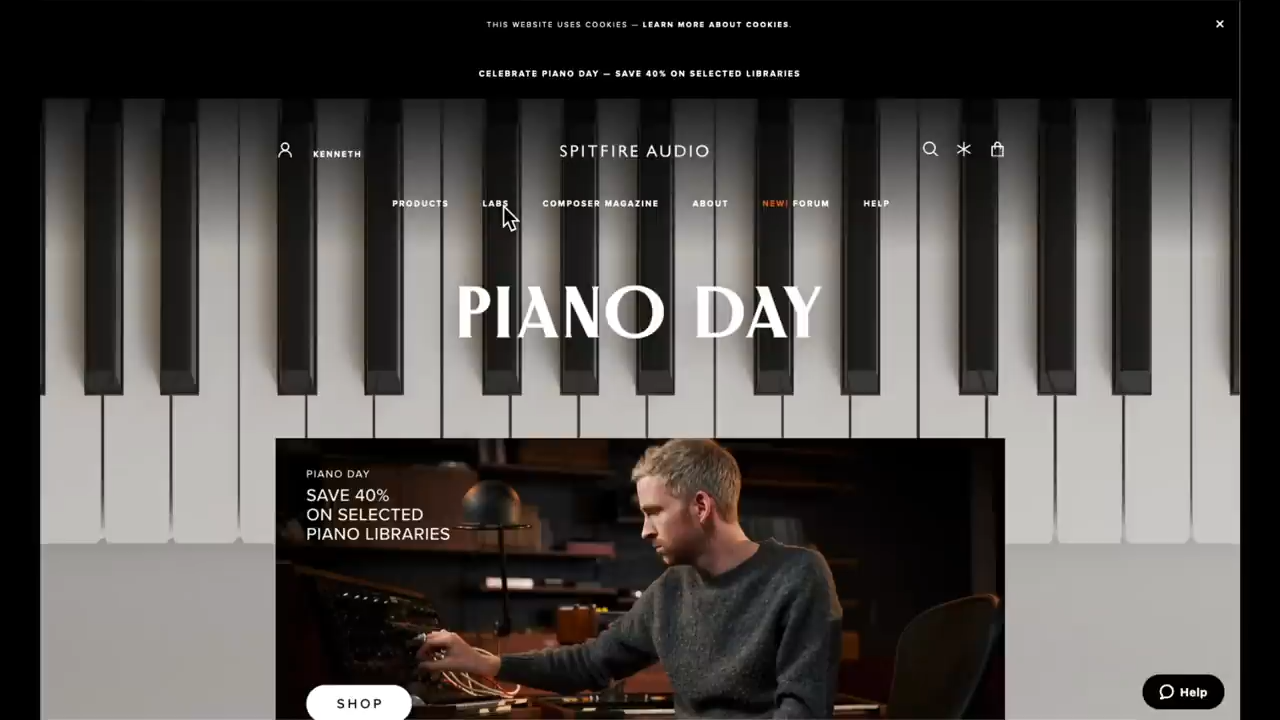 THIS WEBSITE USES COOKIES — LEARN MORE ABOUT COOKIES.
CELEBRATE PIANO DAY — SAVE 40% ON SELECTED LIBRARIES
KENNETH
SPITFIRE AUDIO
PRODUCTS LABS COMPOSER MAGAZINE ABOUT NEW! FORUM HELP
PIANO DAY
PIANO DAY
SAVE 40%
ON SELECTED
PIANO LIBRARIES
SHOP
Help